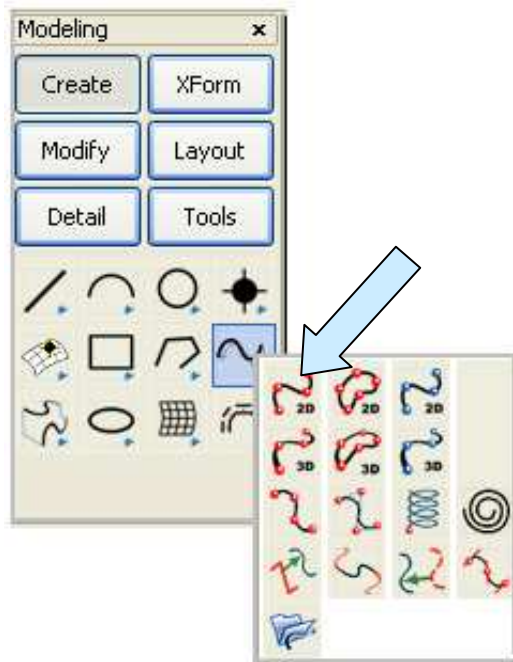 Modeling x
Create XForm
Modify Layout
Detail Tools
2D 2D 2D
3D 3D 3D